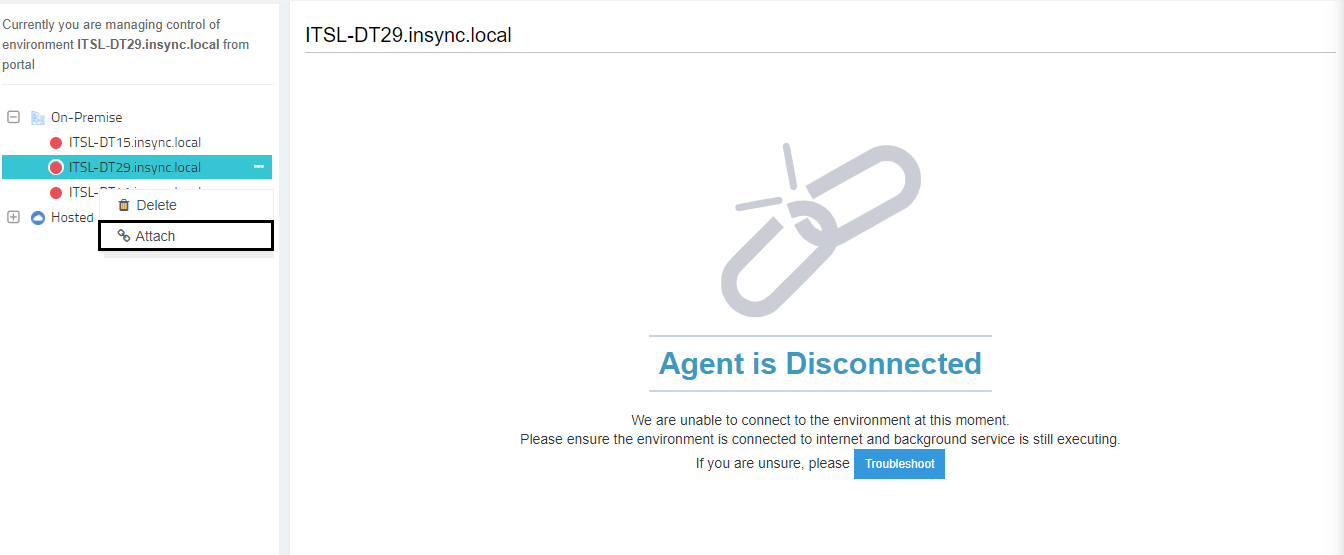 Currently you are managing control of
environment ITSL-DT29.insync.local from
portal
On-Premise
ITSL-DT15.insync.local
ITSL-DT29.insync.local
Hosted
Delete
Attach
ITSL-DT29.insync.local
Agent is Disconnected
We are unable to connect to the environment at this moment.
Please ensure the environment is connected to internet and background service is still executing.
If you are unsure, please Troubleshoot